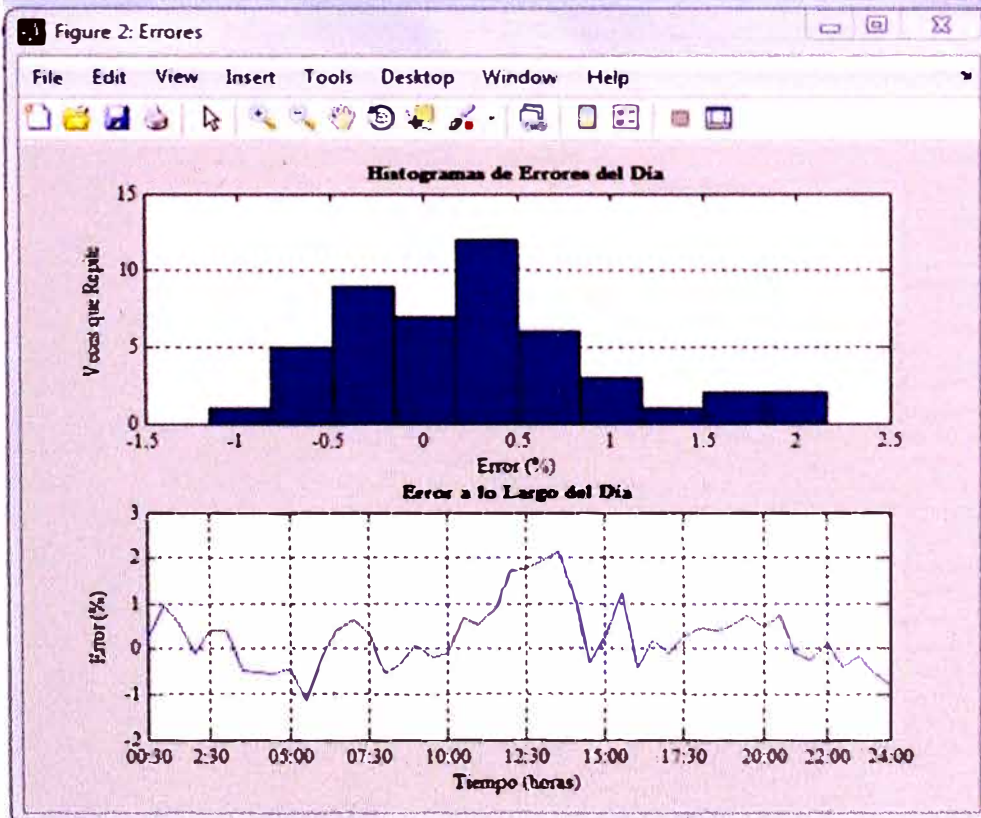 Figure 2: Errores
File Edit View Insert Tools Desktop Window Help
Histogramas de Errores del Día
Veces que Repite
15
10
5
0
-1.5 -1 -0.5 0 0.5 1 1.5 2 2.5
Error (%)
Error a lo Largo del Día
Error (%)
3
2
1
0
-1
-2
00:30 2:30 05:00 07:30 10:00 12:30 15:00 17:30 20:00 22:00 24:00
Tiempo (horas)